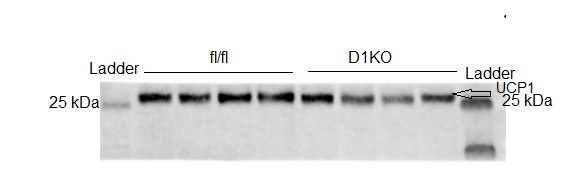 fl/fl
D1KO
Ladder
Ladder
UCP1
25 kDa
25 kDa